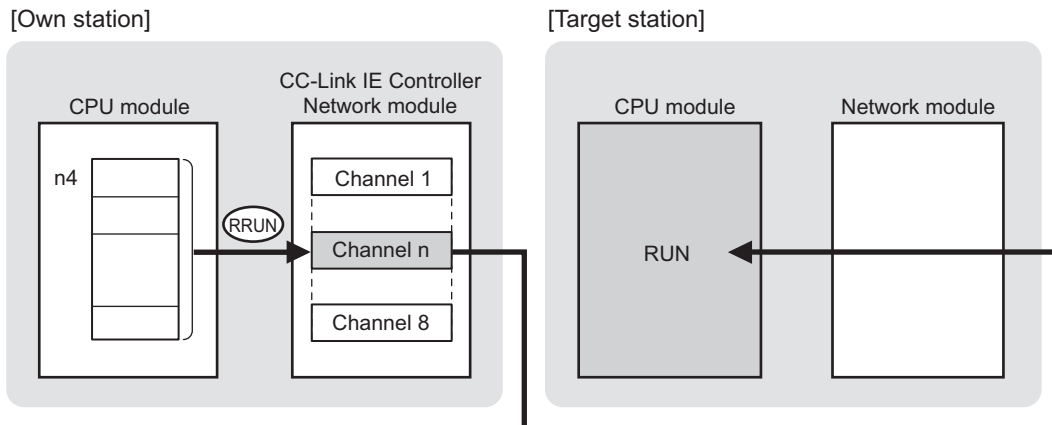 [Own station]
CPU module
n4
RRUN
CC-Link IE Controller
Network module
Channel 1
Channel n
Channel 8
[Target station]
CPU module
RUN
Network module